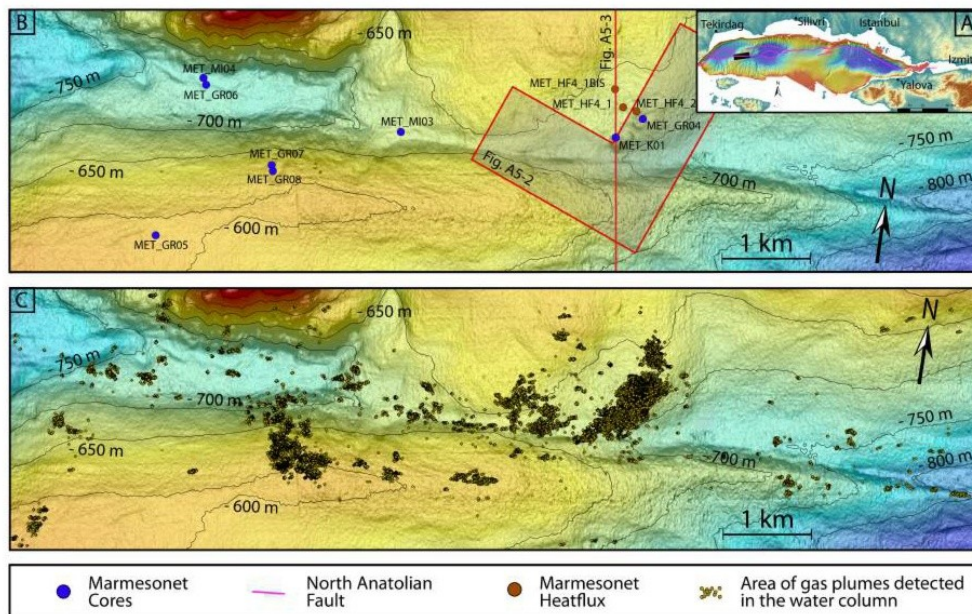 B
- 650 m
Fig. A5-3
A
Tekirdag
Silivri
Istanbul
Izmit
Yalova
- 750 m
MET_MI04
MET_GR06
MET_HF4_1BIS
MET_HF4_1
MET_HF4_2
- 700 m
MET_MI03
MET_GR04
MET_K01
- 750 m
MET_GR07
- 650 m
MET_GR08
Fig. A5-2
- 700 m
- 800 m
N
- 600 m
MET_GR05
1 km
C
- 650 m
N
- 750 m
- 700 m
- 750 m
- 650 m
- 700 m
- 800 m
- 600 m
1 km
Marmesonet
Cores
North Anatolian
Fault
Marmesonet
Heatflux
Area of gas plumes detected
in the water column